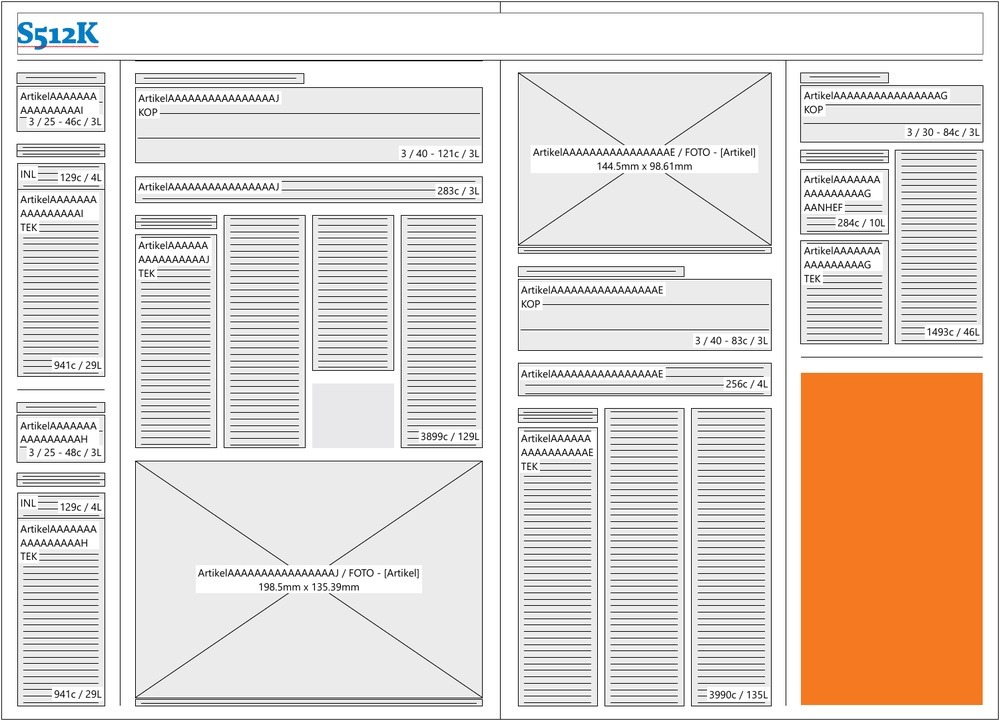 S512K
ArtikelAAAAAAA
AAAAAAAAAI
3 / 25 - 46c / 3L
INL
129c / 4L
ArtikelAAAAAAA
AAAAAAAAAI
TEK
941c / 29L
ArtikelAAAAAAA
AAAAAAAAAH
3 / 25 - 48c / 3L
INL
129c / 4L
ArtikelAAAAAAA
AAAAAAAAAH
TEK
941c / 29L
ArtikelAAAAAAAAAAAAAAAAJ
KOP
3 / 40 - 121c / 3L
ArtikelAAAAAAAAAAAAAAAAJ
283c / 3L
ArtikelAAAAAA
AAAAAAAAAAJ
TEK
3899c / 129L
ArtikelAAAAAAAAAAAAAAAAJ / FOTO - [Artikel]
198.5mm x 135.39mm
ArtikelAAAAAAAAAAAAAAAAE / FOTO - [Artikel]
144.5mm x 98.61mm
ArtikelAAAAAAAAAAAAAAAAE
KOP
3 / 40 - 83c / 3L
ArtikelAAAAAAAAAAAAAAAAE
256c / 4L
ArtikelAAAAAA
AAAAAAAAAAE
TEK
3990c / 135L
ArtikelAAAAAAAAAAAAAAAAG
KOP
3 / 30 - 84c / 3L
ArtikelAAAAAAA
AAAAAAAAAG
AANHEF
284c / 10L
ArtikelAAAAAAA
AAAAAAAAAG
TEK
1493c / 46L